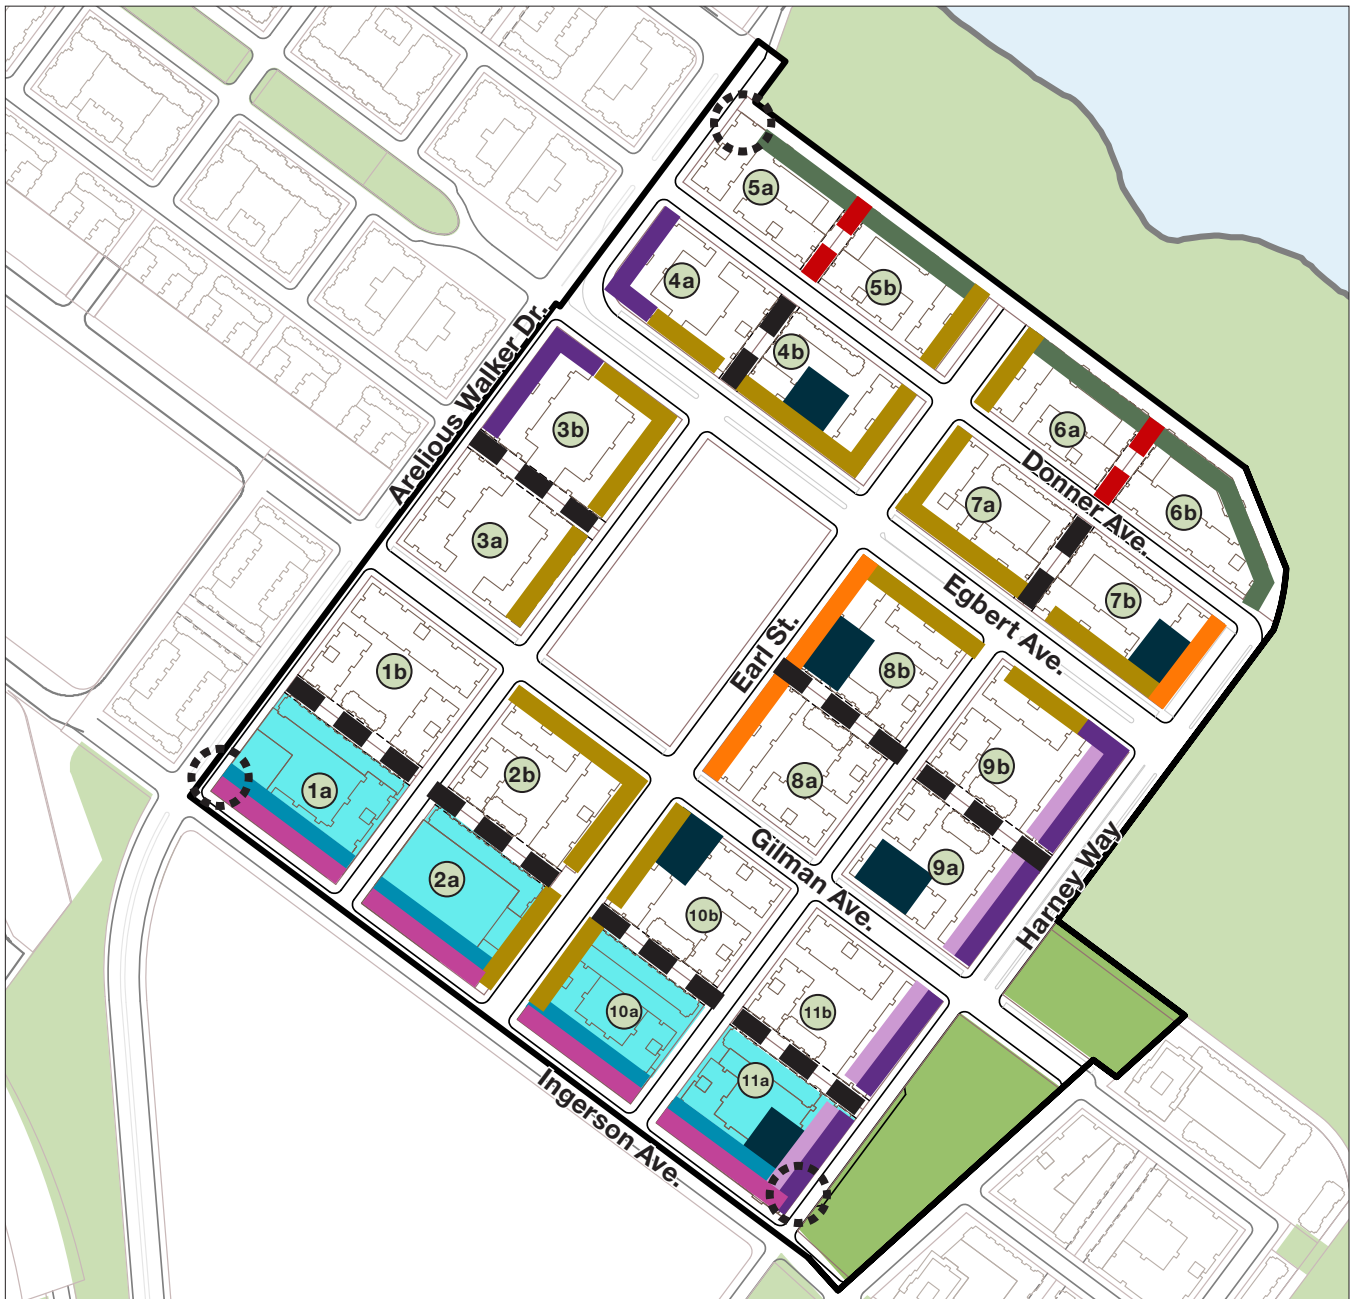 5a
5b
4a
4b
Arelious Walker Dr.
3b
3a
6a
6b
Donner Ave.
7a
7b
Egbert Ave.
Earl St.
8b
8a
1b
1a
2b
2a
9b
9a
Gilman Ave.
Harney Way
10b
10a
11b
11a
Ingerson Ave.